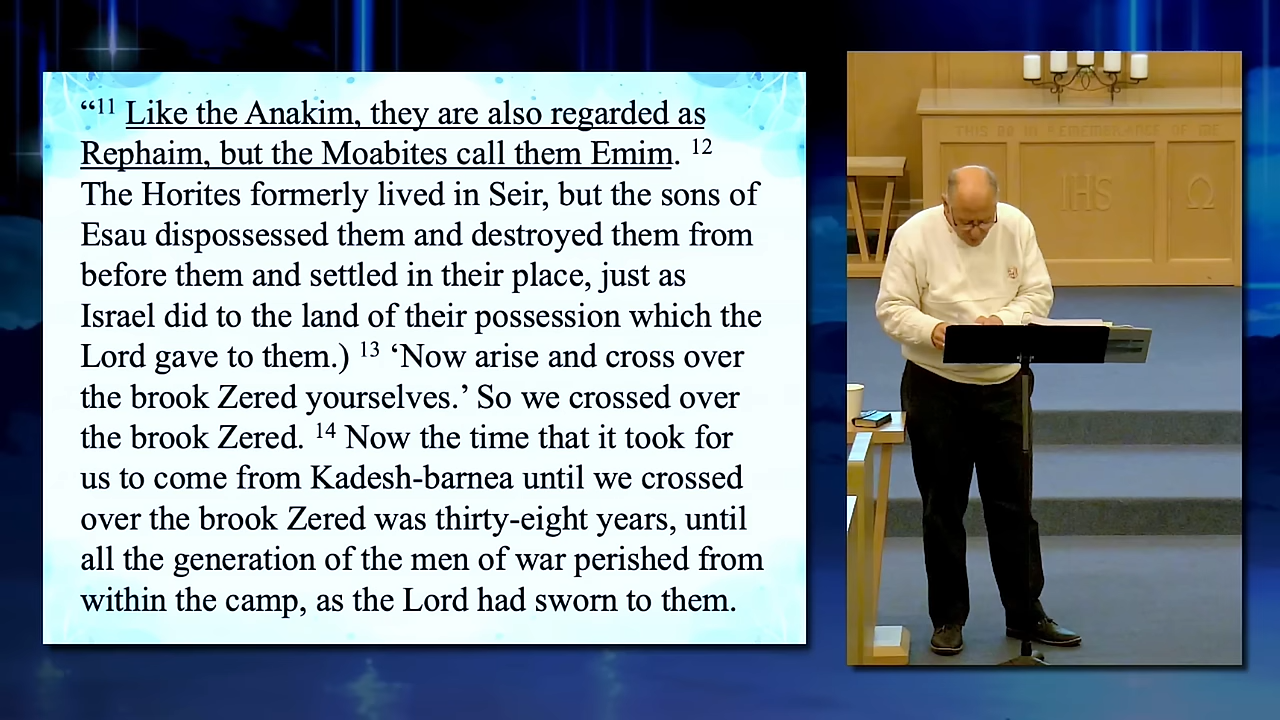 “11 Like the Anakim, they are also regarded as
Rephaim, but the Moabites call them Emim. 12
The Horites formerly lived in Seir, but the sons of
Esau dispossessed them and destroyed them from
before them and settled in their place, just as
Israel did to the land of their possession which the
Lord gave to them.) 13 ‘Now arise and cross over
the brook Zered yourselves.’ So we crossed over
the brook Zered. 14 Now the time that it took for
us to come from Kadesh-barnea until we crossed
over the brook Zered was thirty-eight years, until
all the generation of the men of war perished from
within the camp, as the Lord had sworn to them.
THIS DO IN REMEMBRANCE OF ME
IHS
Ω